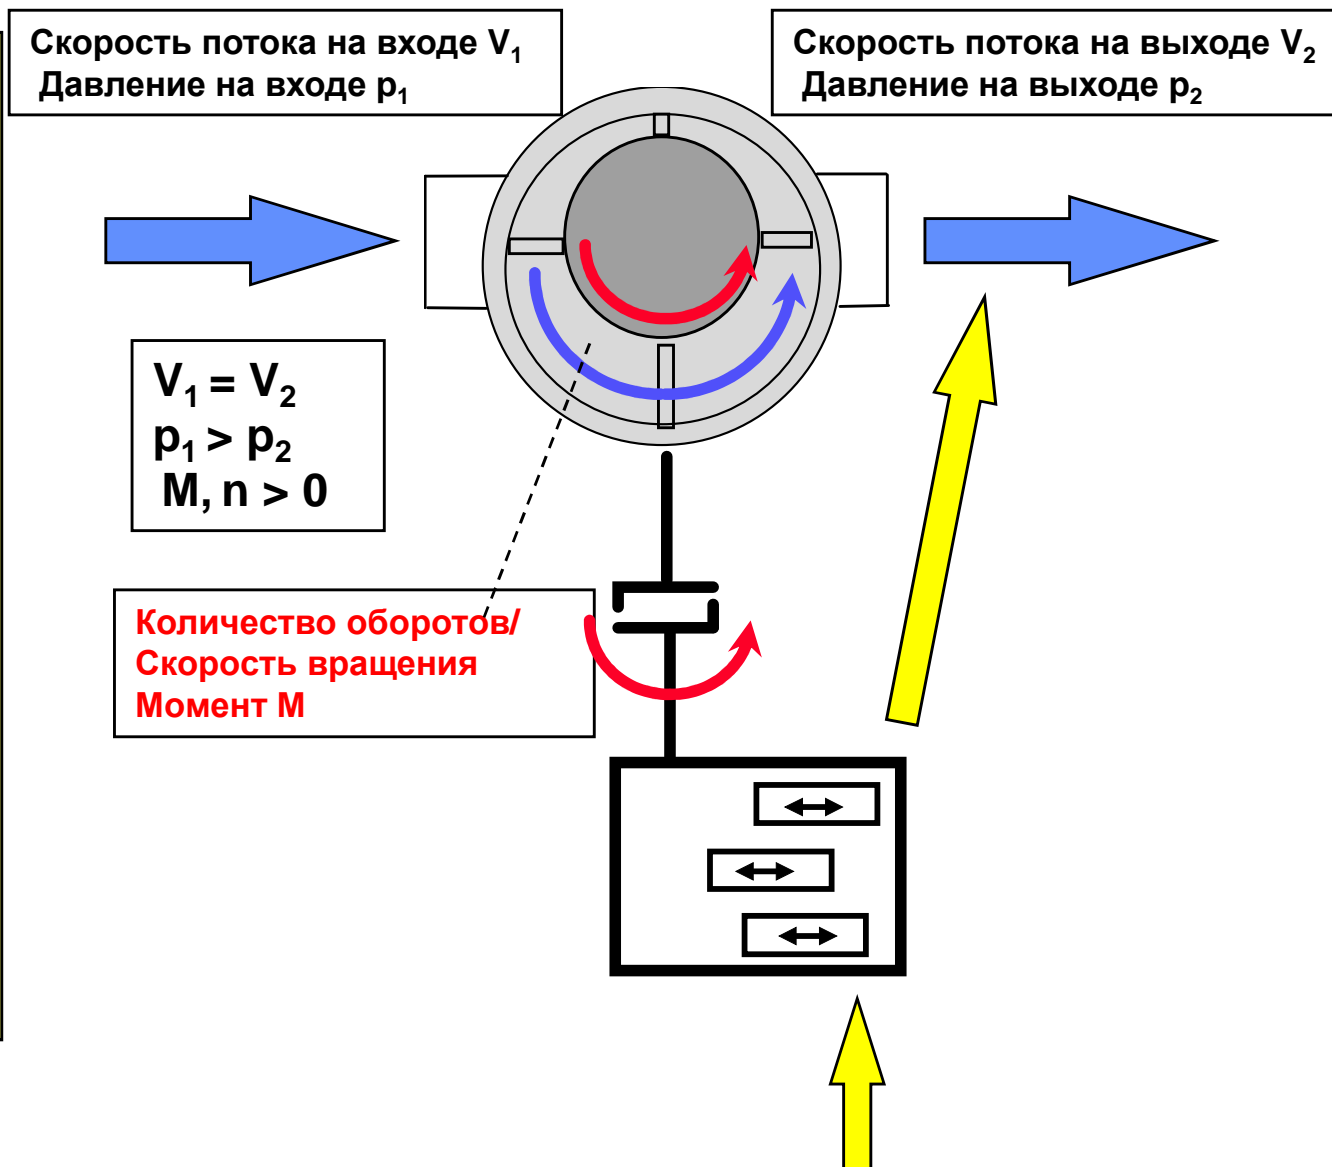 Скорость потока на входе V₁
Давление на входе p₁
Скорость потока на выходе V₂
Давление на выходе p₂
V₁ = V₂
p₁ > p₂
M, n > 0
Количество оборотов/
Скорость вращения
Момент М